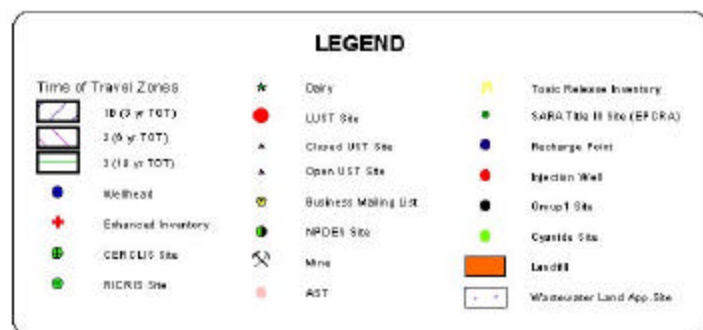 LEGEND
Time of Travel Zones
1B (3 yr TOT)
2 (6 yr TOT)
3 (10 yr TOT)
Wellhead
Enhanced Inventory
CERCLIS Site
RICRIS Site
Dairy
LUST Site
Closed UST Site
Open UST Site
Business Mailing List
NPDES Site
Mine
AST
Toxic Release Inventory
SARA Title III Site (EPCRA)
Recharge Point
Injection Well
Group1 Site
Cyanide Site
Landfill
Wastewater Land App. Site